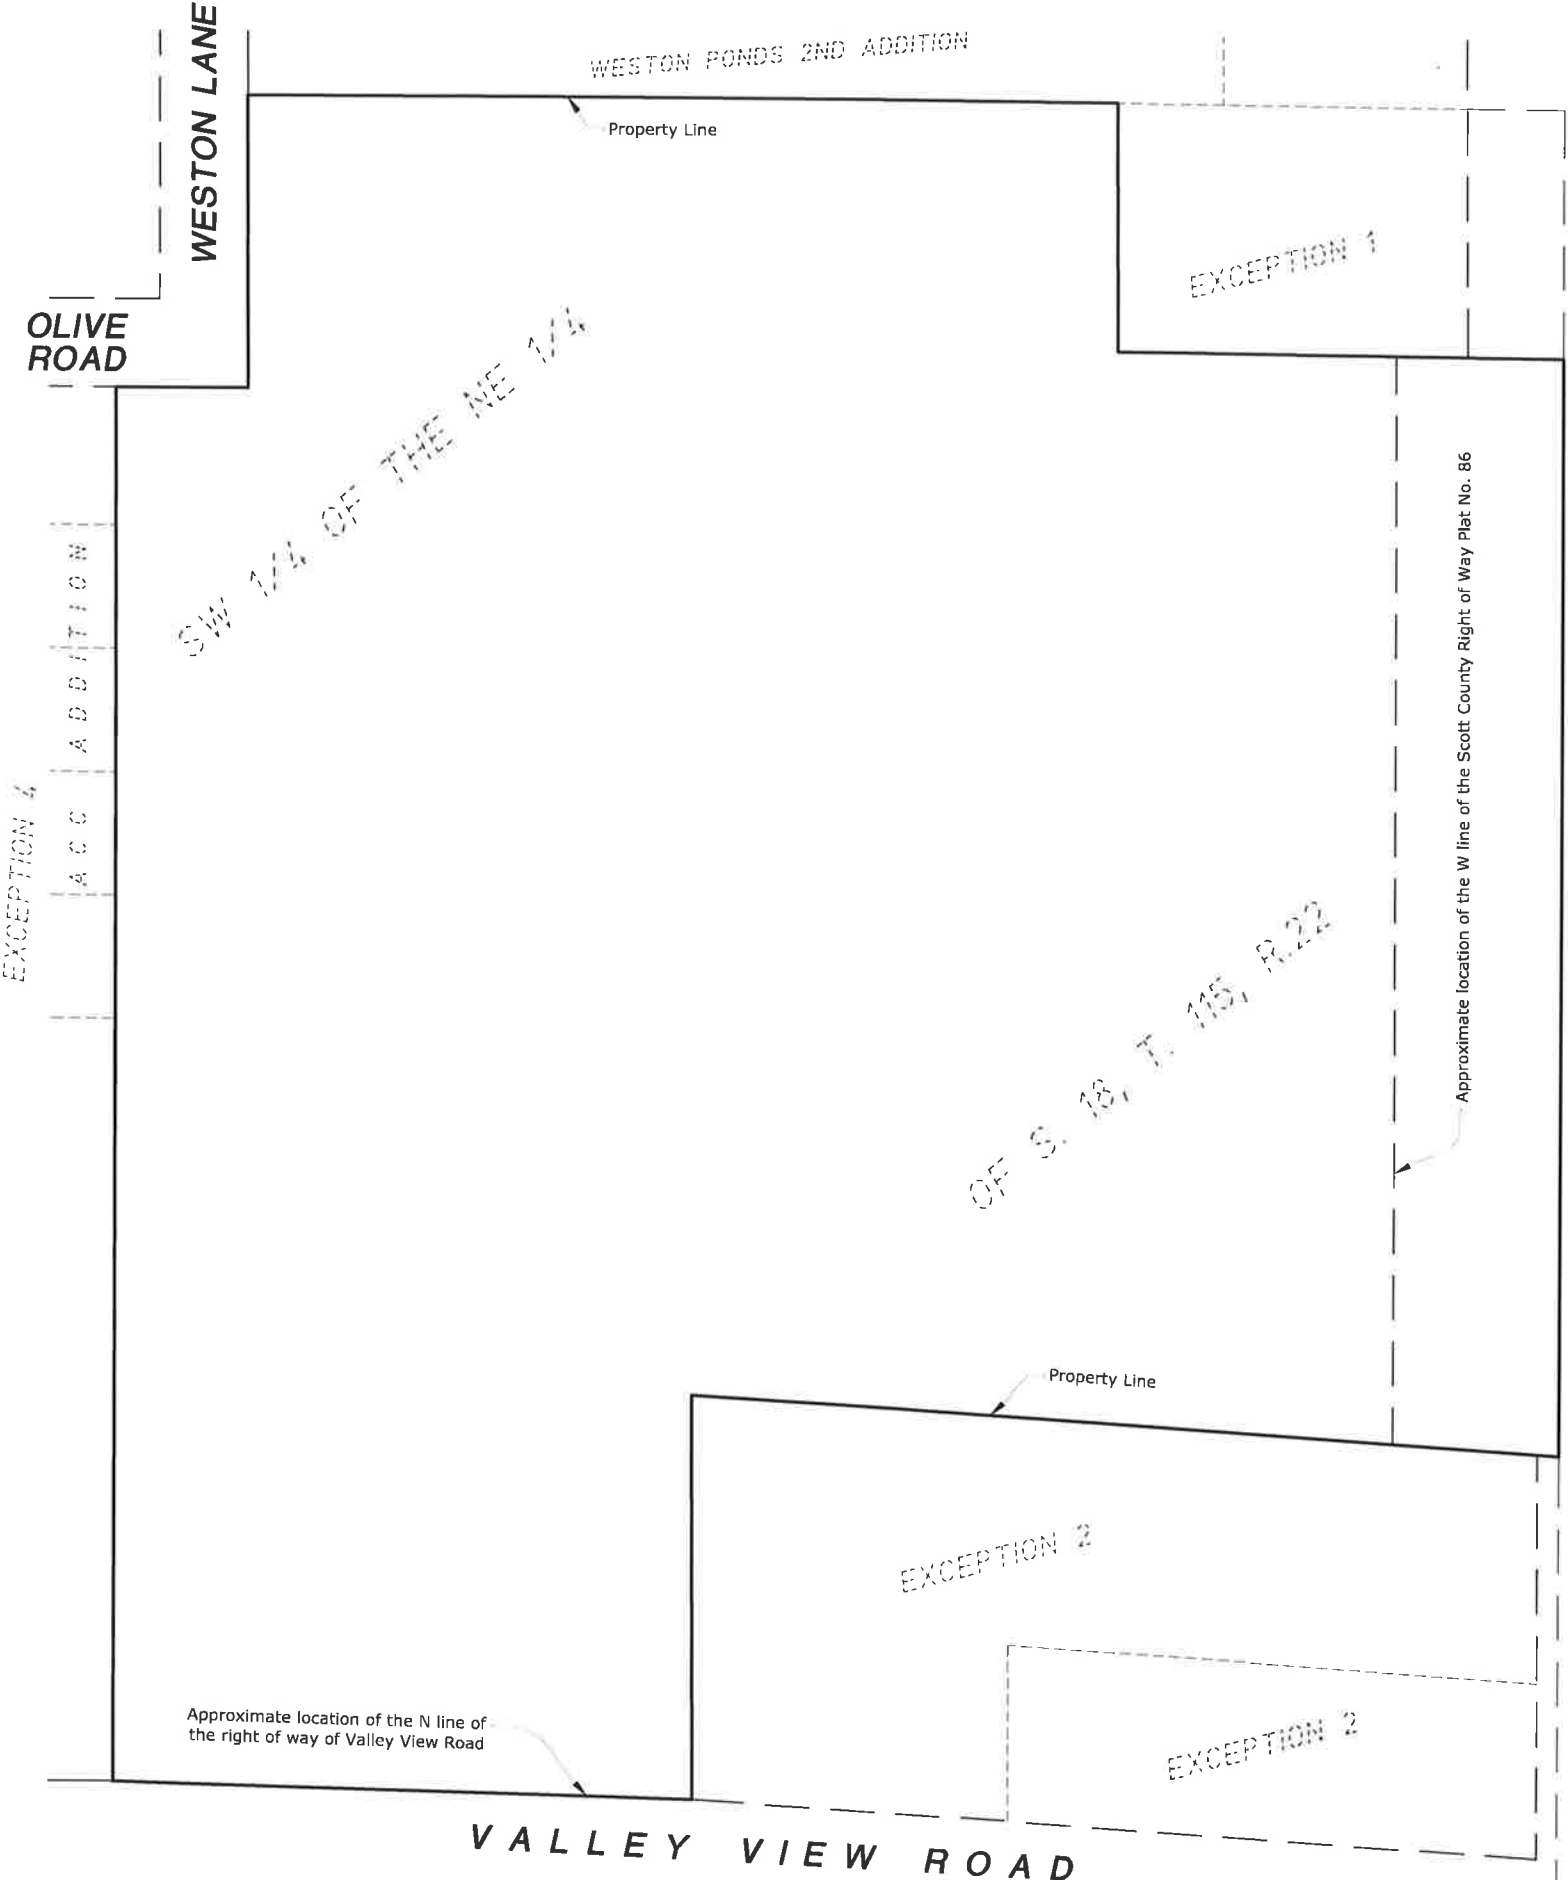 WESTON LANE
WESTON PONDS 2ND ADDITION
Property Line
EXCEPTION 1
OLIVE
ROAD
SW 1/4 OF THE NE 1/4
Approximate location of the W line of the Scott County Right of Way Plat No. 86
ACC ADDITION
EXCEPTION 4
OF S. 18, T. 115, R.22
Property Line
EXCEPTION 2
EXCEPTION 2
Approximate location of the N line of
the right of way of Valley View Road
VALLEY VIEW ROAD